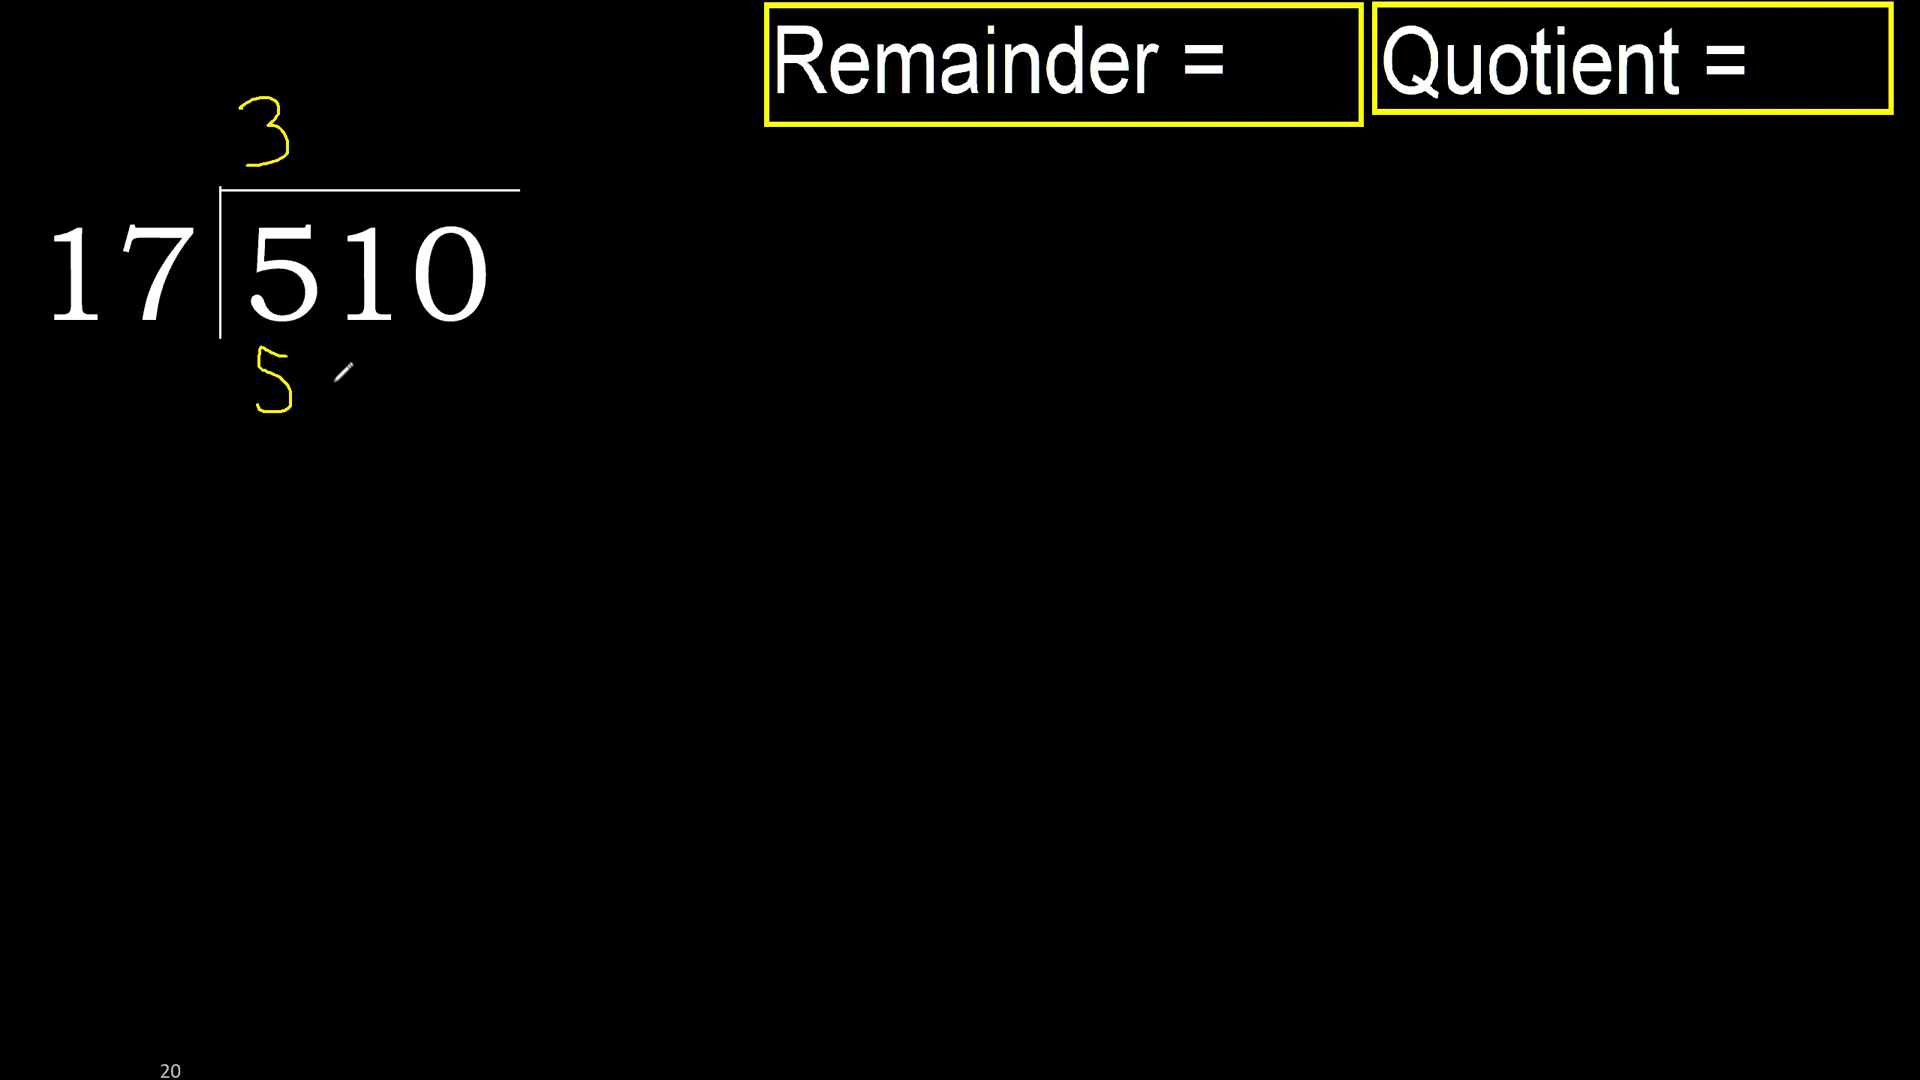 Remainder = Quotient =
3
17 510
5
20